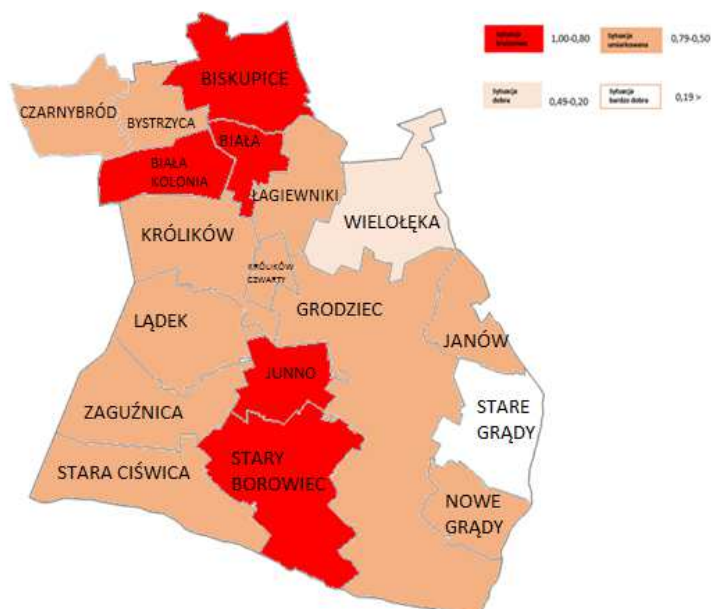 sytuacja
1,00-0,80
sytuacja
umiarkowana
0,79-0,50
sytuacja
dobra
0,49-0,20
sytuacja
bardzo dobra
0,19 >
BISKUPICE
CZARNYBRÓD
BYSTRZYCA
BIAŁA
BIAŁA
KOLONIA
ŁAGIEWNIKI
WIELOŁĘKA
KRÓLIKÓW
KRÓLIKÓW
CZWARTY
GRODZIEC
LĄDEK
JANÓW
JUNNO
ZAGUŹNICA
STARE
GRĄDY
STARA CIŚWICA
STARY
BOROWIEC
NOWE
GRĄDY